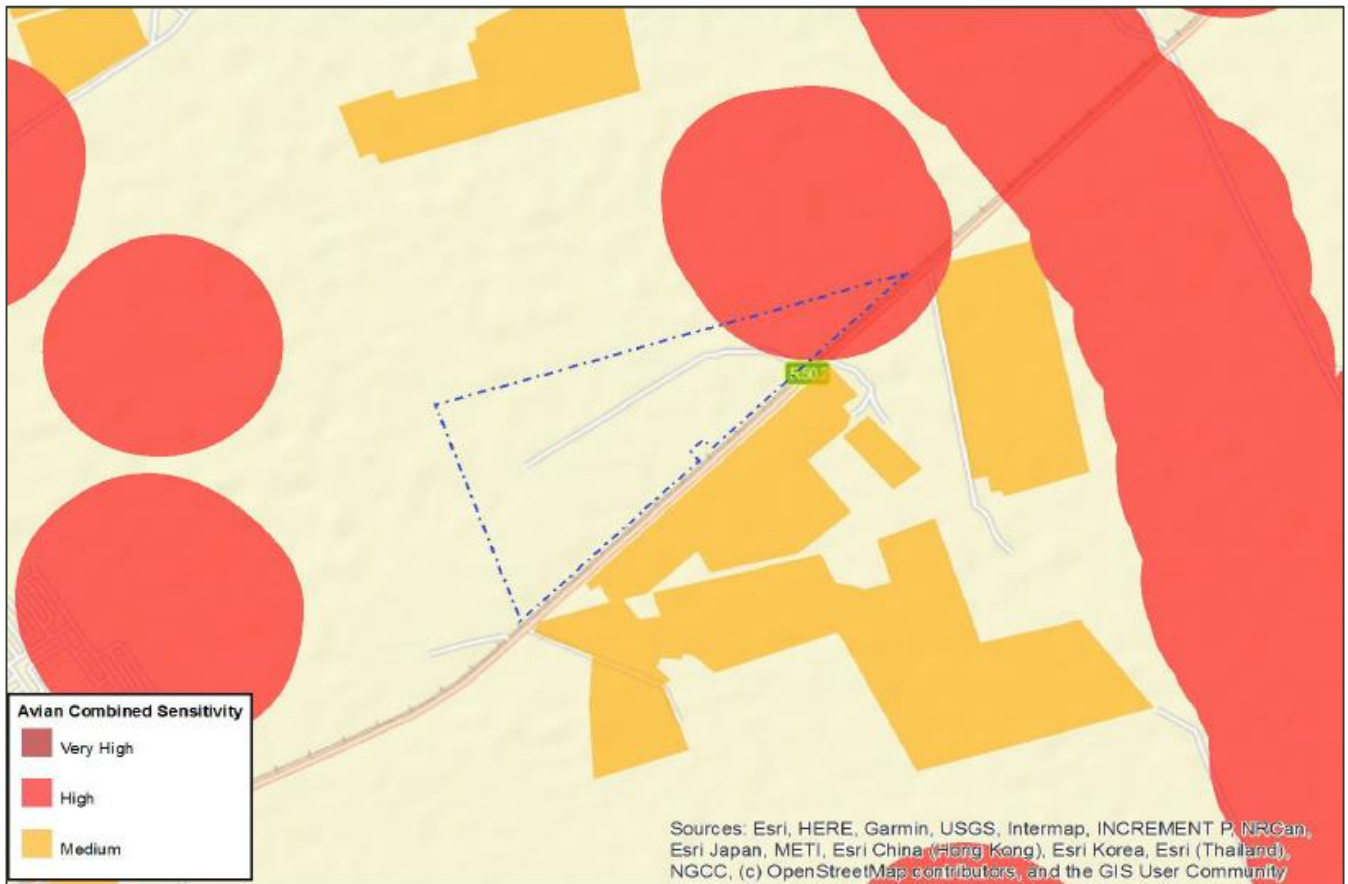 Avian Combined Sensitivity
Very High
High
Medium
Sources: Esri, HERE, Garmin, USGS, Intermap, INCREMENT P, NRCan,
Esri Japan, METI, Esri China (Hong Kong), Esri Korea, Esri (Thailand),
NGCC, (c) OpenStreetMap contributors, and the GIS User Community